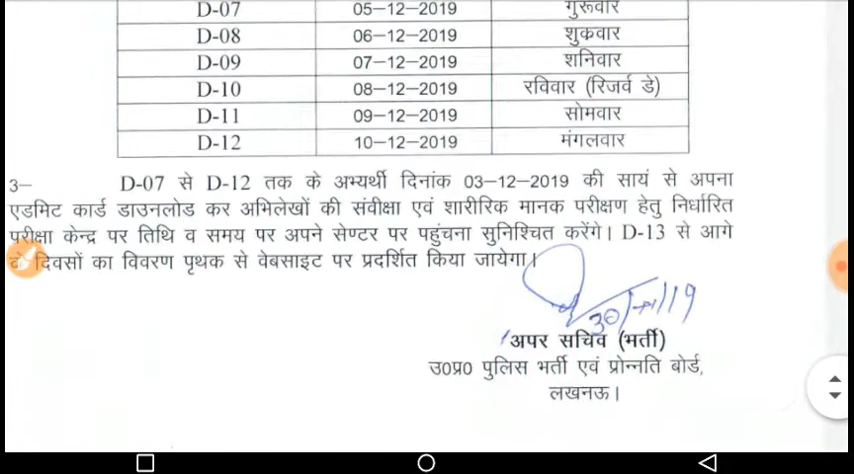 D-07 05–12–2019 गुरूवार
D-08 06–12–2019 शुकवार
D-09 07–12–2019 शनिवार
D-10 08–12–2019 रविवार (रिजर्व डे)
D-11 09–12–2019 सोमवार
D-12 10–12–2019 मंगलवार
3– D-07 से D-12 तक के अभ्यर्थी दिनांक 03–12–2019 की सायं से अपना
एडमिट कार्ड डाउनलोड कर अभिलेखों की संवीक्षा एवं शारीरिक मानक परीक्षण हेतु निर्धारित
परीक्षा केन्द्र पर तिथि व समय पर अपने सेण्टर पर पहुंचना सुनिश्चित करेंगे। D-13 से आगे
के दिवसों का विवरण पृथक से वेबसाइट पर प्रदर्शित किया जायेगा।
अपर सचिव (भर्ती)
उ0प्र0 पुलिस भर्ती एवं प्रोन्नति बोर्ड,
लखनऊ।